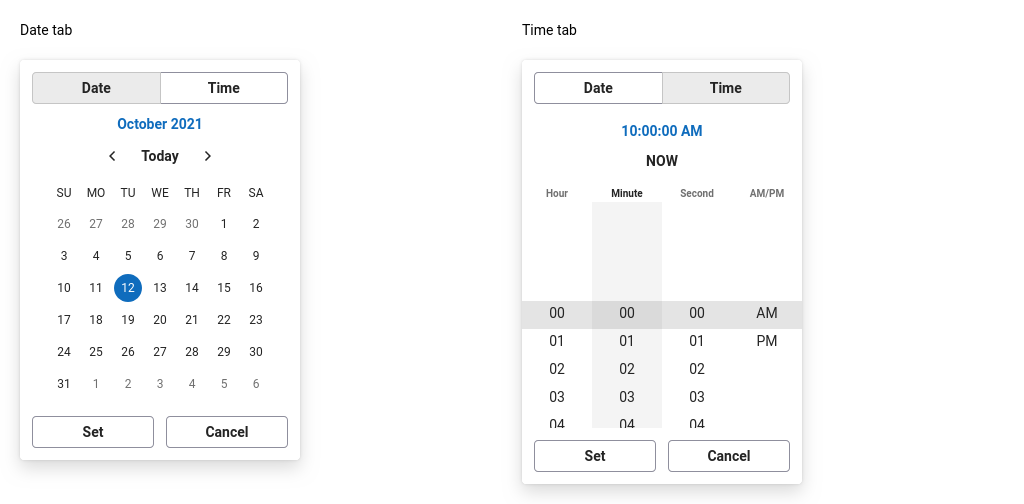 Date tab
Date Time
October 2021
Today
SU MO TU WE TH FR SA
26 27 28 29 30 1 2
3 4 5 6 7 8 9
10 11 12 13 14 15 16
17 18 19 20 21 22 23
24 25 26 27 28 29 30
31 1 2 3 4 5 6
Set Cancel
Time tab
Date Time
10:00:00 AM
NOW
Hour Minute Second AM/PM
00 00 00 AM
01 01 01 PM
02 02 02
03 03 03
04 04 04
Set Cancel